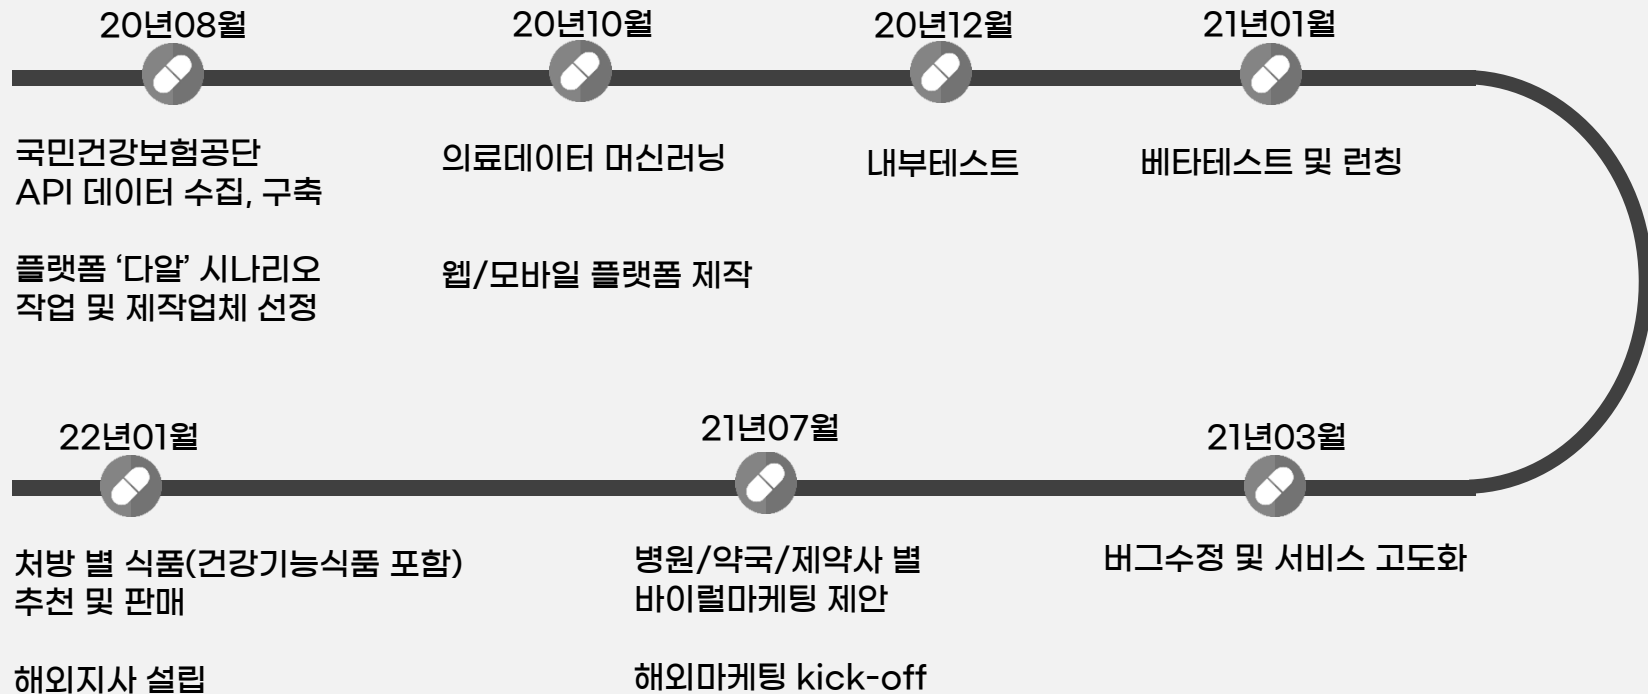 20년08월
국민건강보험공단
API 데이터 수집, 구축
플랫폼 ‘다알’ 시나리오
작업 및 제작업체 선정
20년10월
의료데이터 머신러닝
웹/모바일 플랫폼 제작
20년12월
내부테스트
21년01월
베타테스트 및 런칭
21년03월
버그수정 및 서비스 고도화
21년07월
병원/약국/제약사 별
바이럴마케팅 제안
해외마케팅 kick-off
22년01월
처방 별 식품(건강기능식품 포함)
추천 및 판매
해외지사 설립